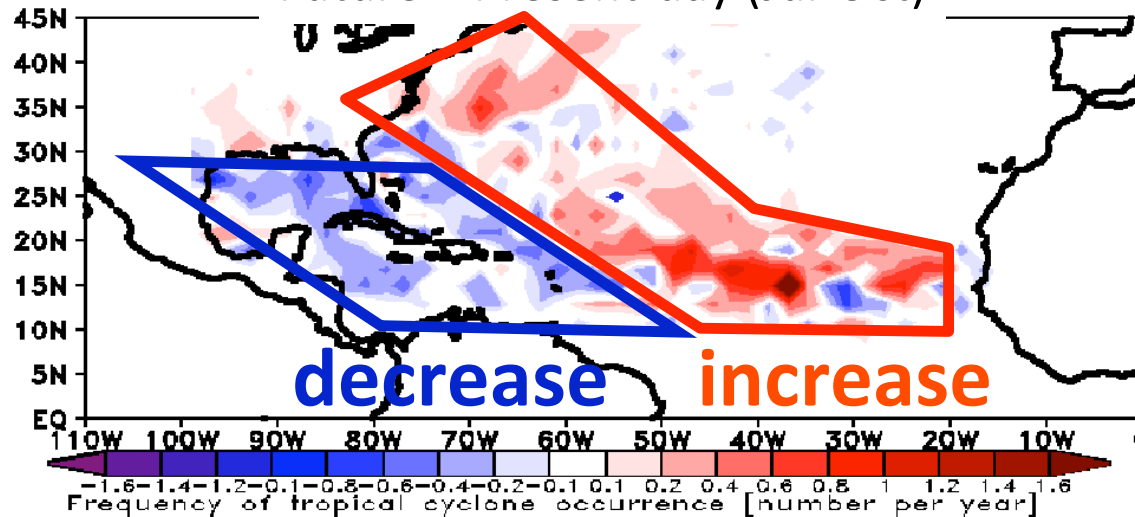 45N
40N
35N
30N
25N
20N
15N
10N
5N
EQ
decrease increase
110W 100W 90W 80W 70W 60W 50W 40W 30W 20W 10W
-1.6 -1.4 -1.2 -0.1 -0.8 -0.6 -0.4 -0.2 -0.1 0.1 0.2 0.4 0.6 0.8 1 1.2 1.4 1.6
Frequency of tropical cyclone occurrence [number per year]